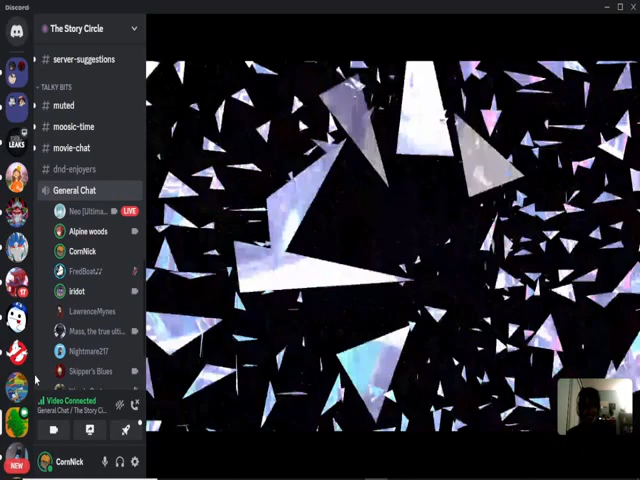 Discord
The Story Circle
server-suggestions
TALKY BITS
muted
moosic-time
movie-chat
dnd-enjoyers
General Chat
Neo [Ultima... LIVE
Alpine woods
CornNick
FredBoat♪♪
iridot
LawrenceMynes
Mass, the true ulti...
Nightmare217
Skipper's Blues
LEAKS
17
Video Connected
General Chat / The Story Ci...
CornNick
NEW